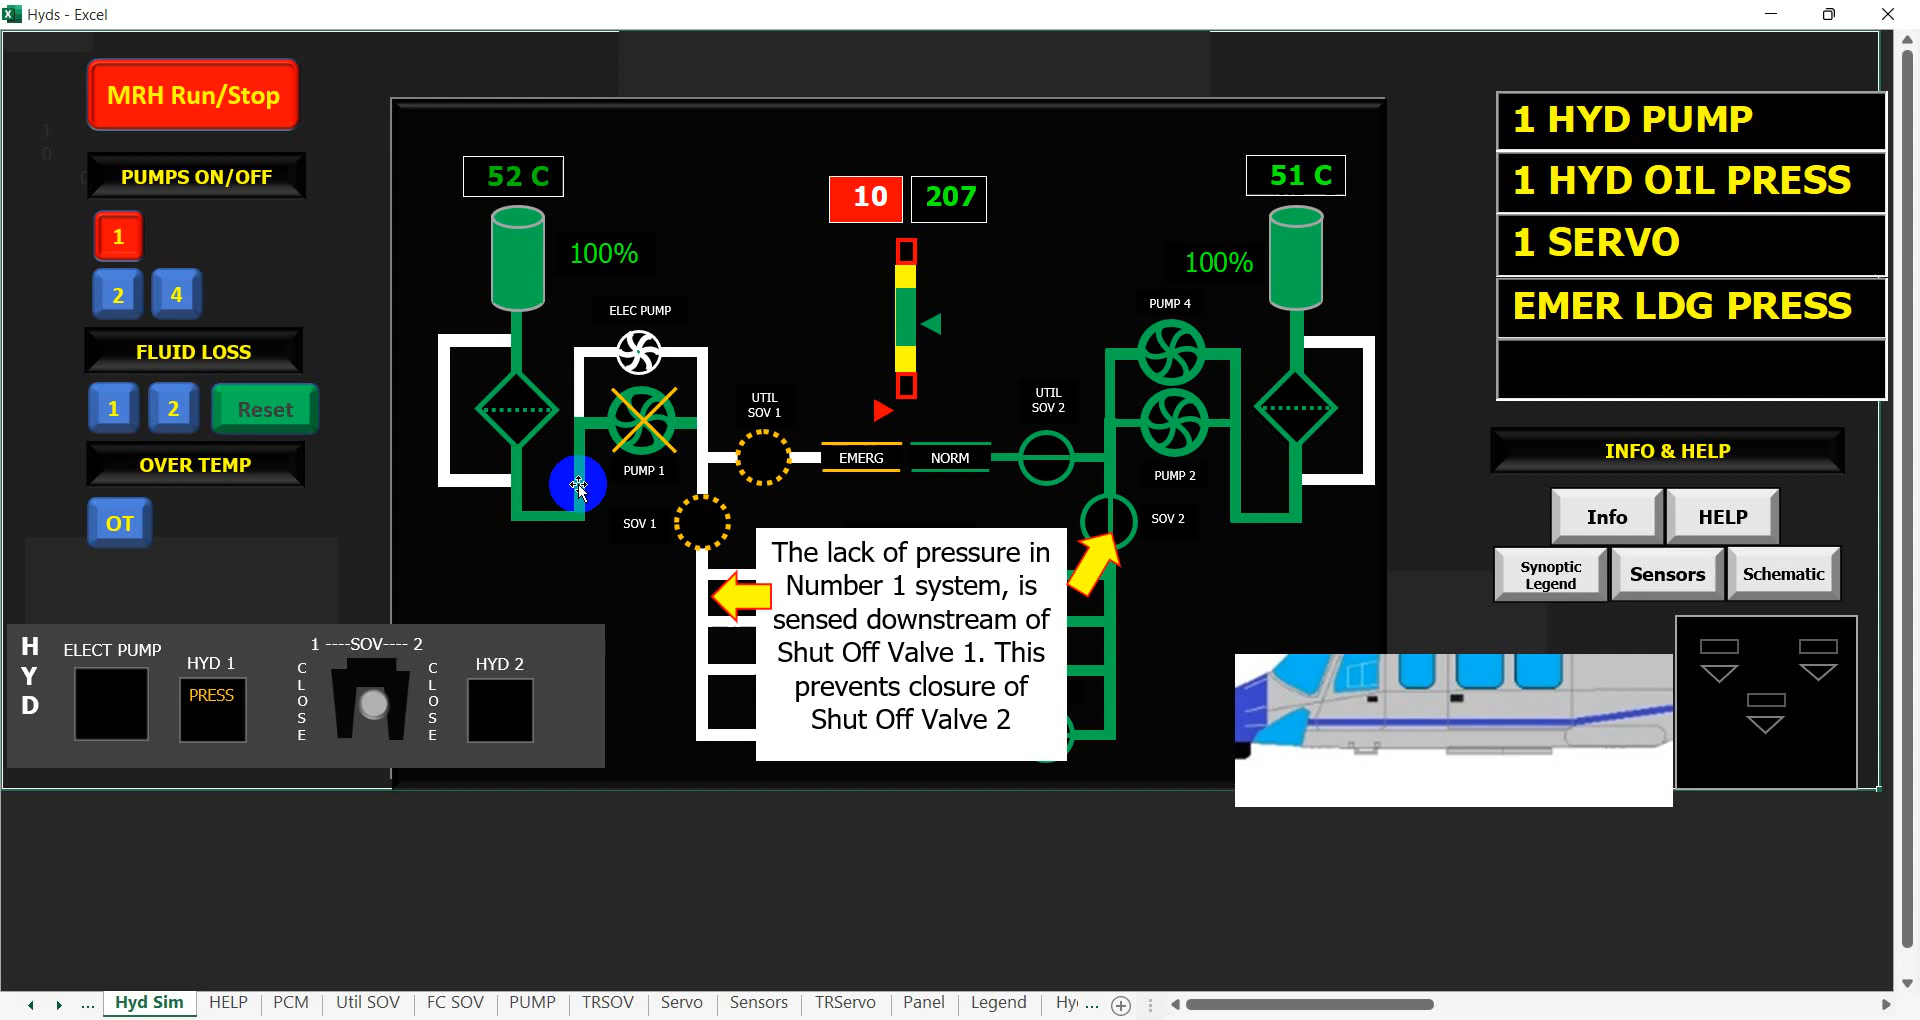 Hyds - Excel
MRH Run/Stop
PUMPS ON/OFF
1
2 4
FLUID LOSS
1 2 Reset
OVER TEMP
OT
52 C
100%
ELEC PUMP
PUMP 1
UTIL
SOV 1
SOV 1
10 207
EMERG NORM
UTIL
SOV 2
51 C
100%
PUMP 4
PUMP 2
SOV 2
The lack of pressure in
Number 1 system, is
sensed downstream of
Shut Off Valve 1. This
prevents closure of
Shut Off Valve 2
1 HYD PUMP
1 HYD OIL PRESS
1 SERVO
EMER LDG PRESS
INFO & HELP
Info HELP
Synoptic
Legend
Sensors Schematic
HYD
ELECT PUMP
HYD 1
PRESS
1 ----SOV---- 2
CLOSE
CLOSE
HYD 2
... Hyd Sim HELP PCM Util SOV FC SOV PUMP TRSOV Servo Sensors TRServo Panel Legend Hy ...